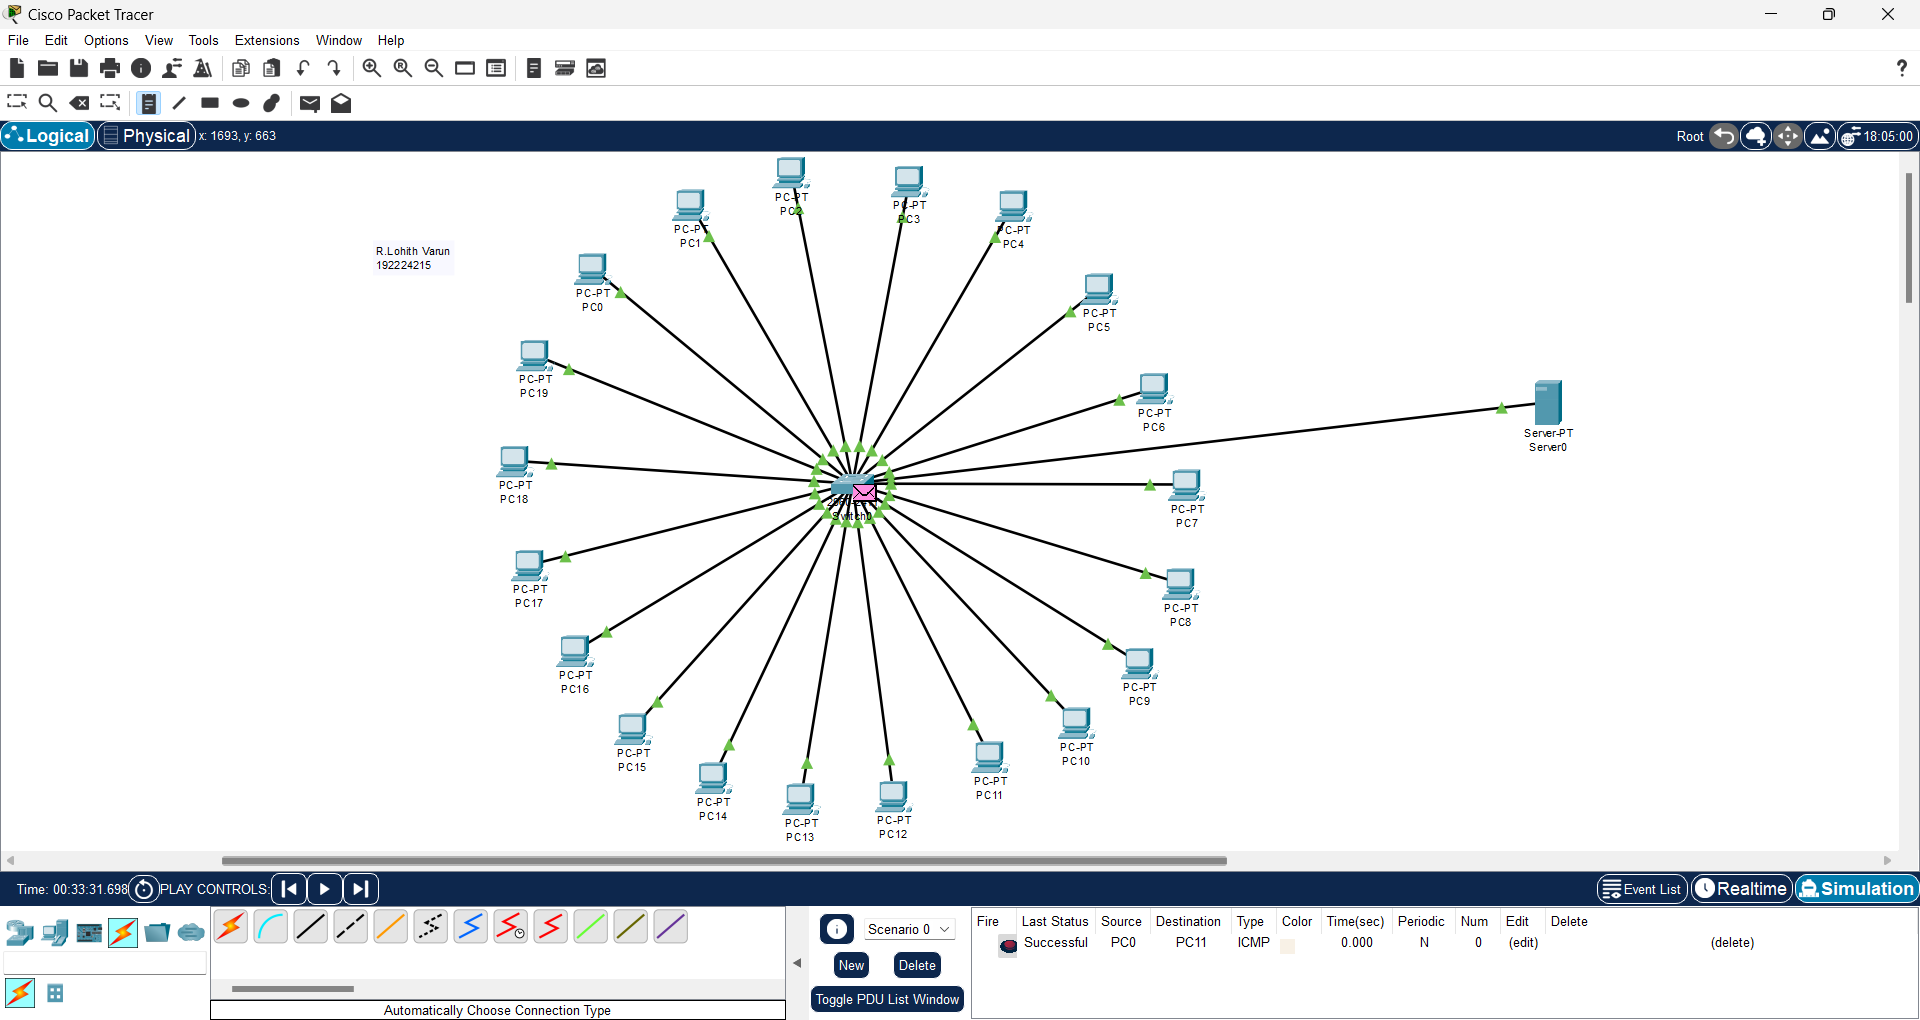 Cisco Packet Tracer
File Edit Options View Tools Extensions Window Help
?
Logical Physical x: 1693, y: 663 Root 18:05:00
R.Lohith Varun
192224215
PC-PT
PC2
PC-PT
PC3
PC-PT
PC1
PC-PT
PC4
PC-PT
PC0
PC-PT
PC5
PC-PT
PC19
PC-PT
PC6
Server-PT
Server0
PC-PT
PC18
PC-PT
PC7
Switch0
PC-PT
PC17
PC-PT
PC8
PC-PT
PC16
PC-PT
PC9
PC-PT
PC15
PC-PT
PC10
PC-PT
PC14
PC-PT
PC11
PC-PT
PC13
PC-PT
PC12
Time: 00:33:31.698 PLAY CONTROLS: Event List Realtime Simulation
Scenario 0
New Delete
Toggle PDU List Window
Automatically Choose Connection Type
Fire Last Status Source Destination Type Color Time(sec) Periodic Num Edit Delete
Successful PC0 PC11 ICMP 0.000 N 0 (edit) (delete)